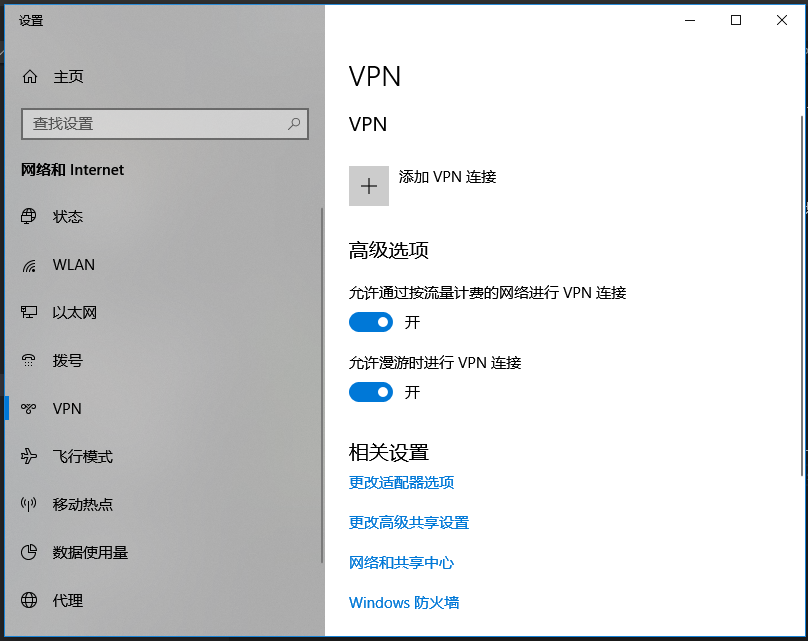 设置
主页
查找设置
网络和 Internet
状态
WLAN
以太网
拨号
VPN
飞行模式
移动热点
数据使用量
代理
VPN
VPN
添加 VPN 连接
高级选项
允许通过按流量计费的网络进行 VPN 连接
开
允许漫游时进行 VPN 连接
开
相关设置
更改适配器选项
更改高级共享设置
网络和共享中心
Windows 防火墙